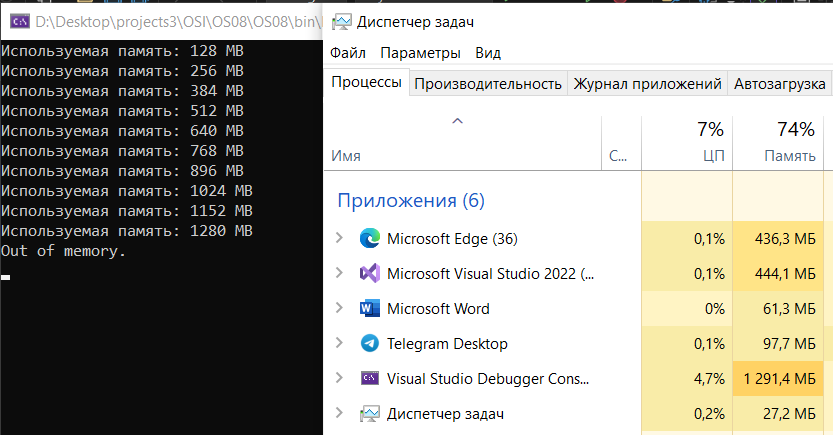 D:\Desktop\projects3\OSI\OS08\OS08\bin\
Используемая память: 128 MB
Используемая память: 256 MB
Используемая память: 384 MB
Используемая память: 512 MB
Используемая память: 640 MB
Используемая память: 768 MB
Используемая память: 896 MB
Используемая память: 1024 MB
Используемая память: 1152 MB
Используемая память: 1280 MB
Out of memory.
Диспетчер задач
Файл Параметры Вид
Процессы Производительность Журнал приложений Автозагрузка
7% 74%
Имя С... ЦП Память
Приложения (6)
Microsoft Edge (36) 0,1% 436,3 МБ
Microsoft Visual Studio 2022 (... 0,1% 444,1 МБ
Microsoft Word 0% 61,3 МБ
Telegram Desktop 0,1% 97,7 МБ
Visual Studio Debugger Cons... 4,7% 1 291,4 МБ
Диспетчер задач 0,2% 27,2 МБ